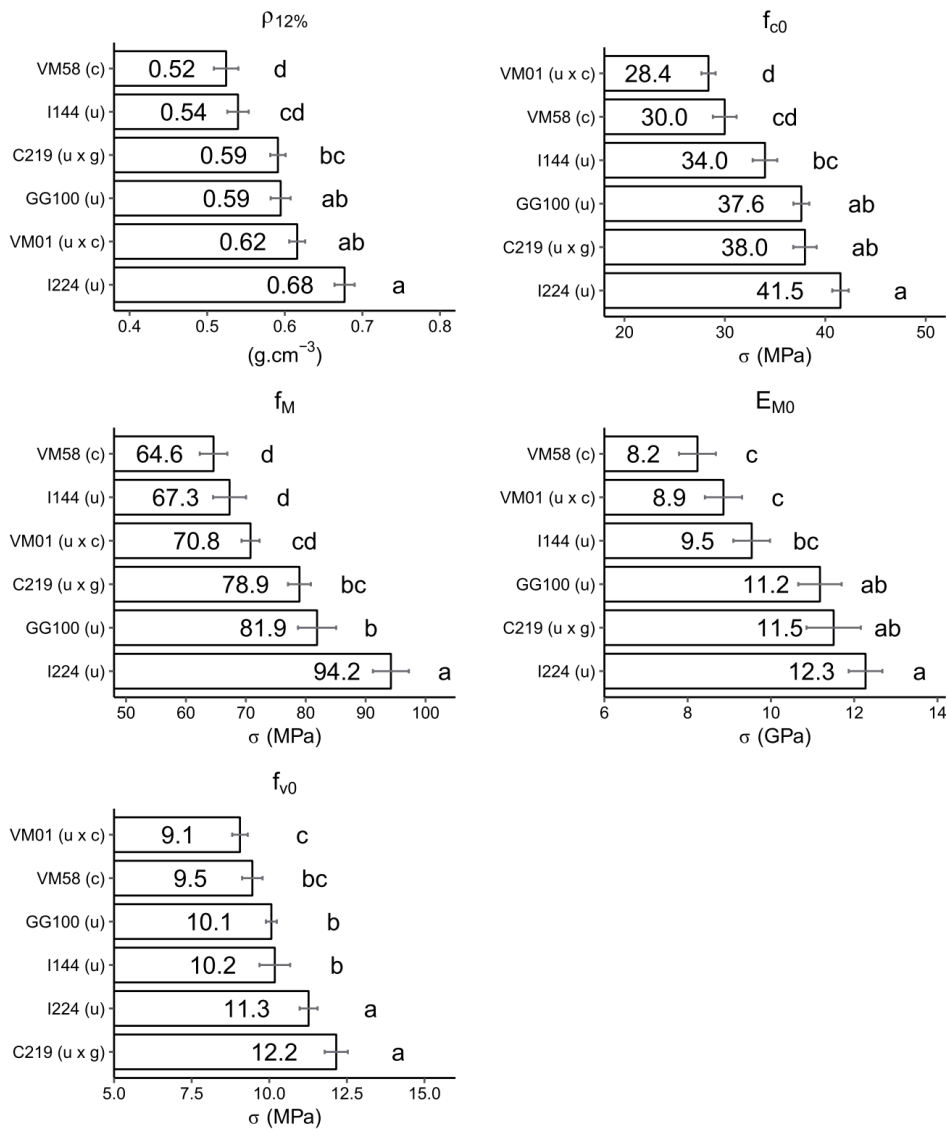 ρ12%
VM58 (c) 0.52 d
I144 (u) 0.54 cd
C219 (u x g) 0.59 bc
GG100 (u) 0.59 ab
VM01 (u x c) 0.62 ab
I224 (u) 0.68 a
0.4 0.5 0.6 0.7 0.8
(g.cm−3)
fc0
VM01 (u x c) 28.4 d
VM58 (c) 30.0 cd
I144 (u) 34.0 bc
GG100 (u) 37.6 ab
C219 (u x g) 38.0 ab
I224 (u) 41.5 a
20 30 40 50
σ (MPa)
fM
VM58 (c) 64.6 d
I144 (u) 67.3 d
VM01 (u x c) 70.8 cd
C219 (u x g) 78.9 bc
GG100 (u) 81.9 b
I224 (u) 94.2 a
50 60 70 80 90 100
σ (MPa)
EM0
VM58 (c) 8.2 c
VM01 (u x c) 8.9 c
I144 (u) 9.5 bc
GG100 (u) 11.2 ab
C219 (u x g) 11.5 ab
I224 (u) 12.3 a
6 8 10 12 14
σ (GPa)
fv0
VM01 (u x c) 9.1 c
VM58 (c) 9.5 bc
GG100 (u) 10.1 b
I144 (u) 10.2 b
I224 (u) 11.3 a
C219 (u x g) 12.2 a
5.0 7.5 10.0 12.5 15.0
σ (MPa)